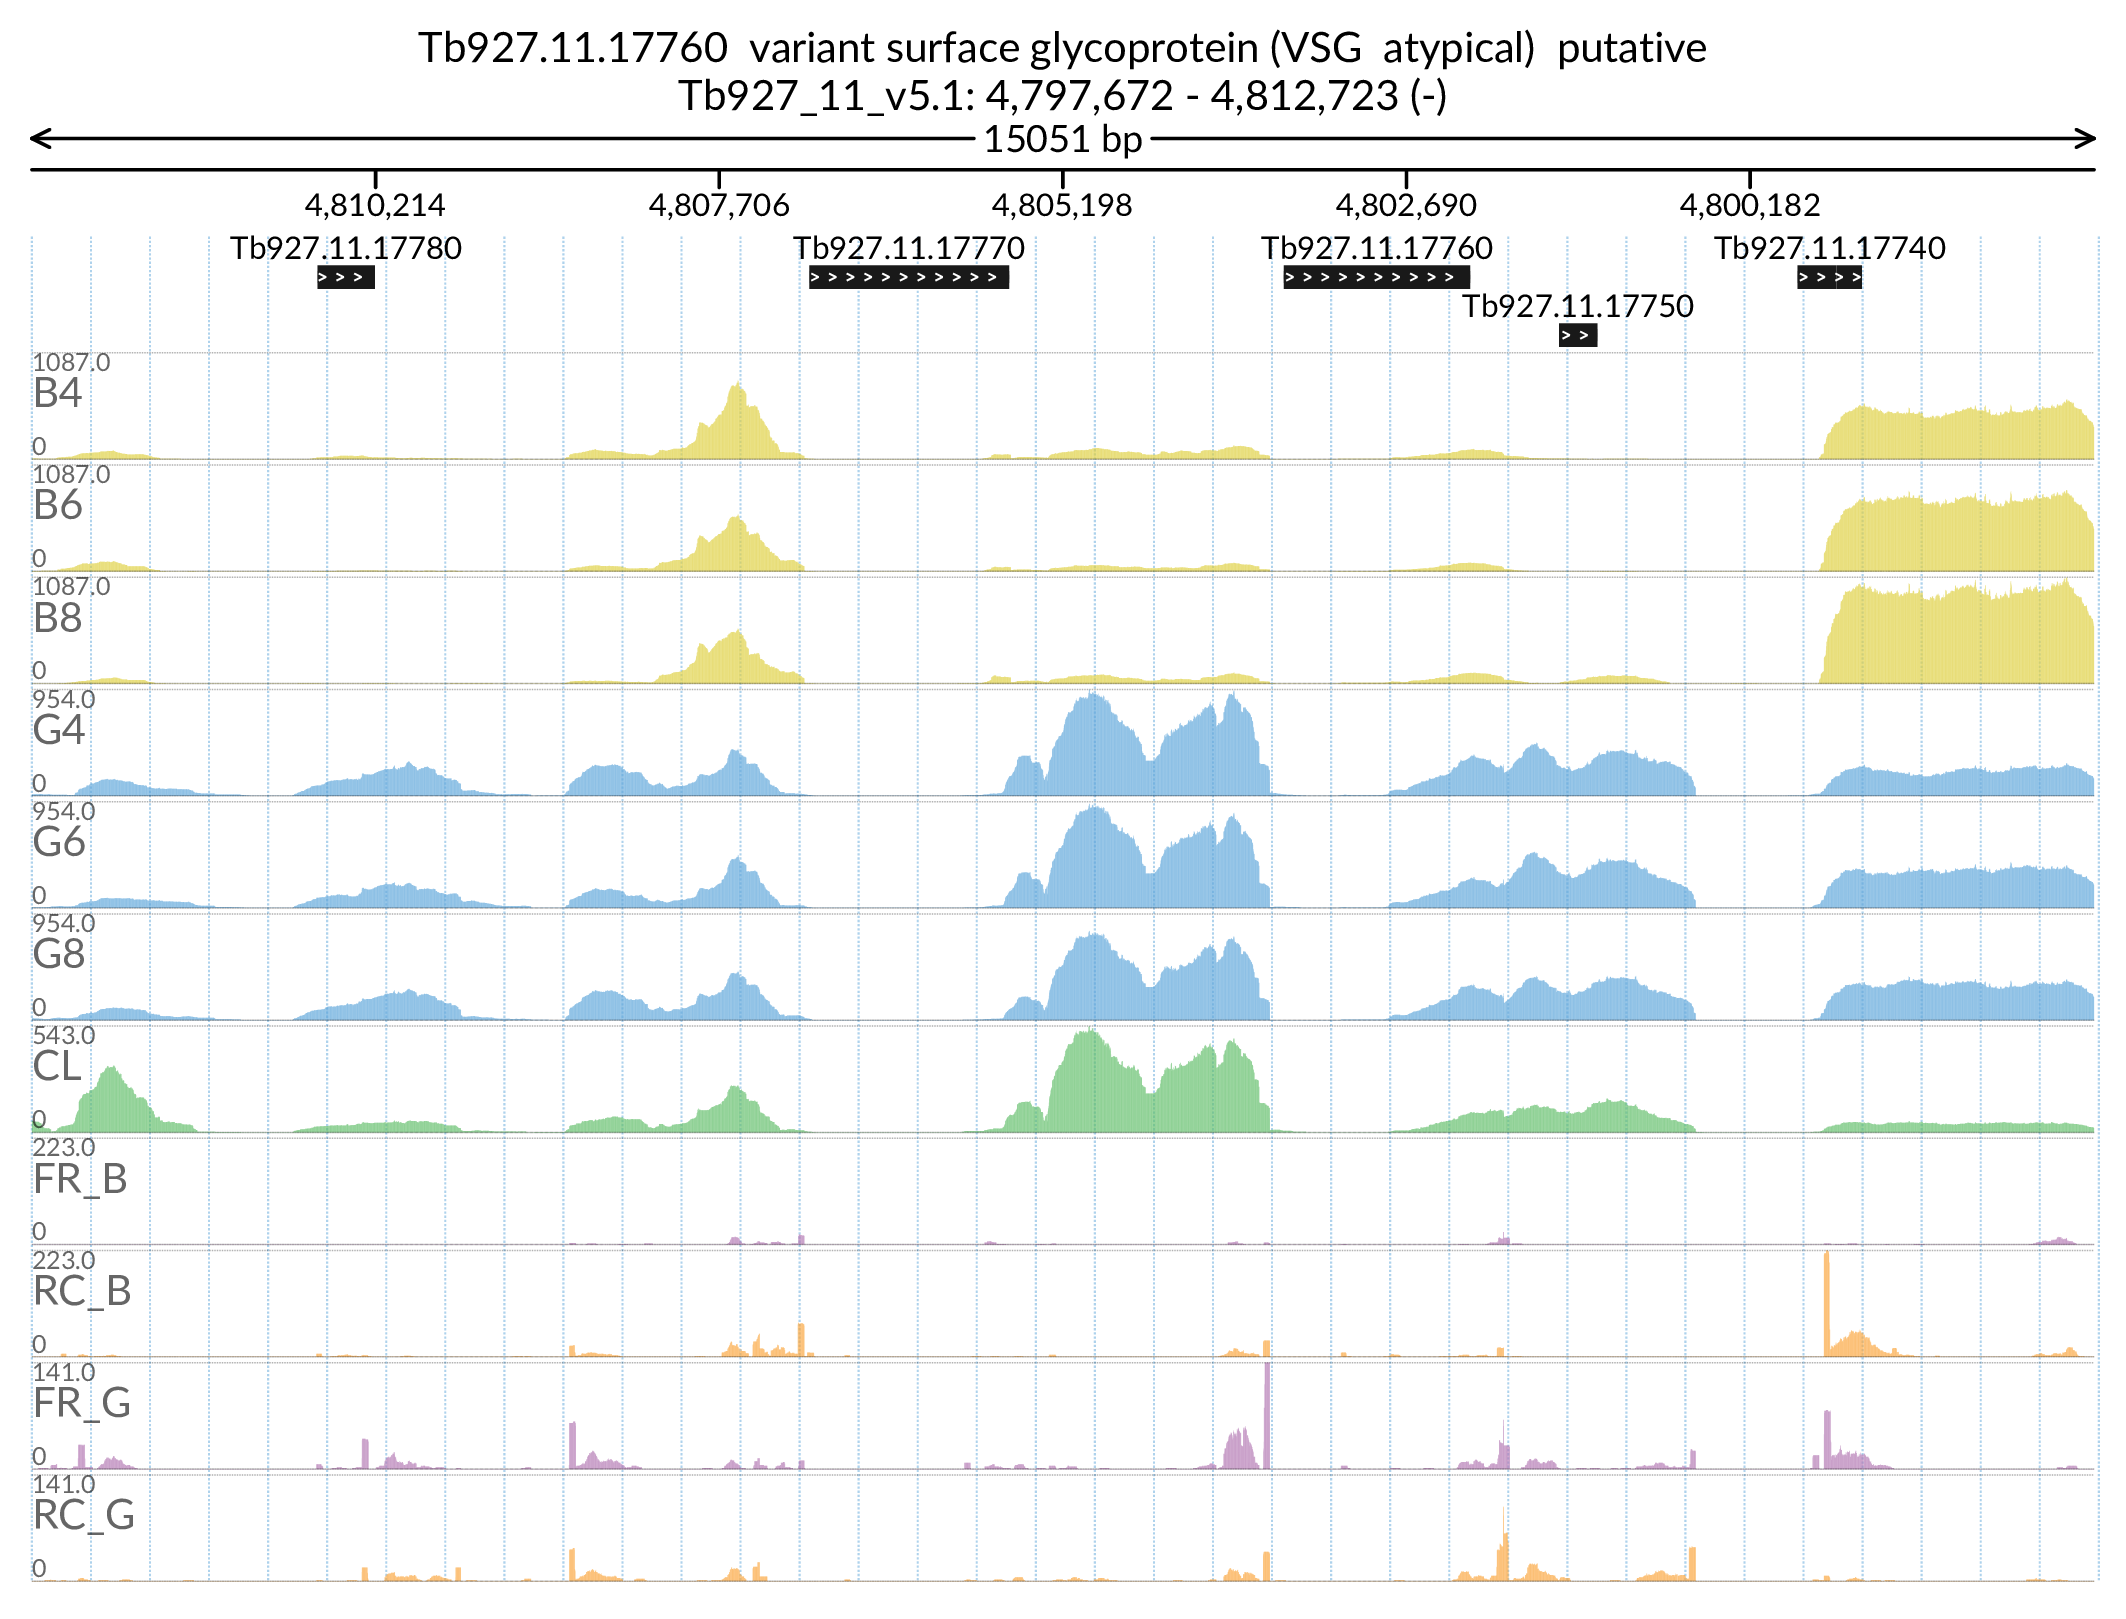 Tb927.11.17760 variant surface glycoprotein (VSG atypical) putative
Tb927_11_v5.1: 4,797,672 - 4,812,723 (-)
15051 bp
4,810,214 4,807,706 4,805,198 4,802,690 4,800,182
Tb927.11.17780 Tb927.11.17770 Tb927.11.17760 Tb927.11.17740
Tb927.11.17750
1087.0
B4
0
1087.0
B6
0
1087.0
B8
0
954.0
G4
0
954.0
G6
0
954.0
G8
0
543.0
CL
0
223.0
FR_B
0
223.0
RC_B
0
141.0
FR_G
0
141.0
RC_G
0